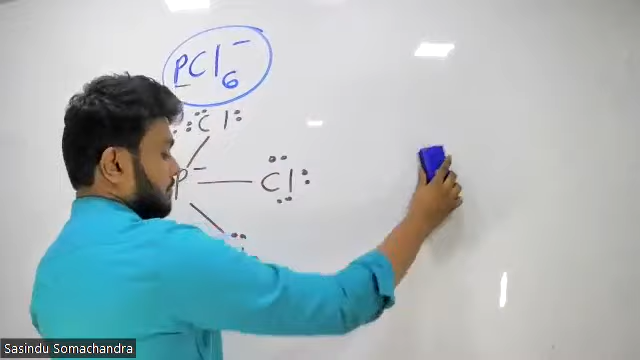 PCl₆⁻
Cl
P⁻ — Cl
Sasindu Somachandra